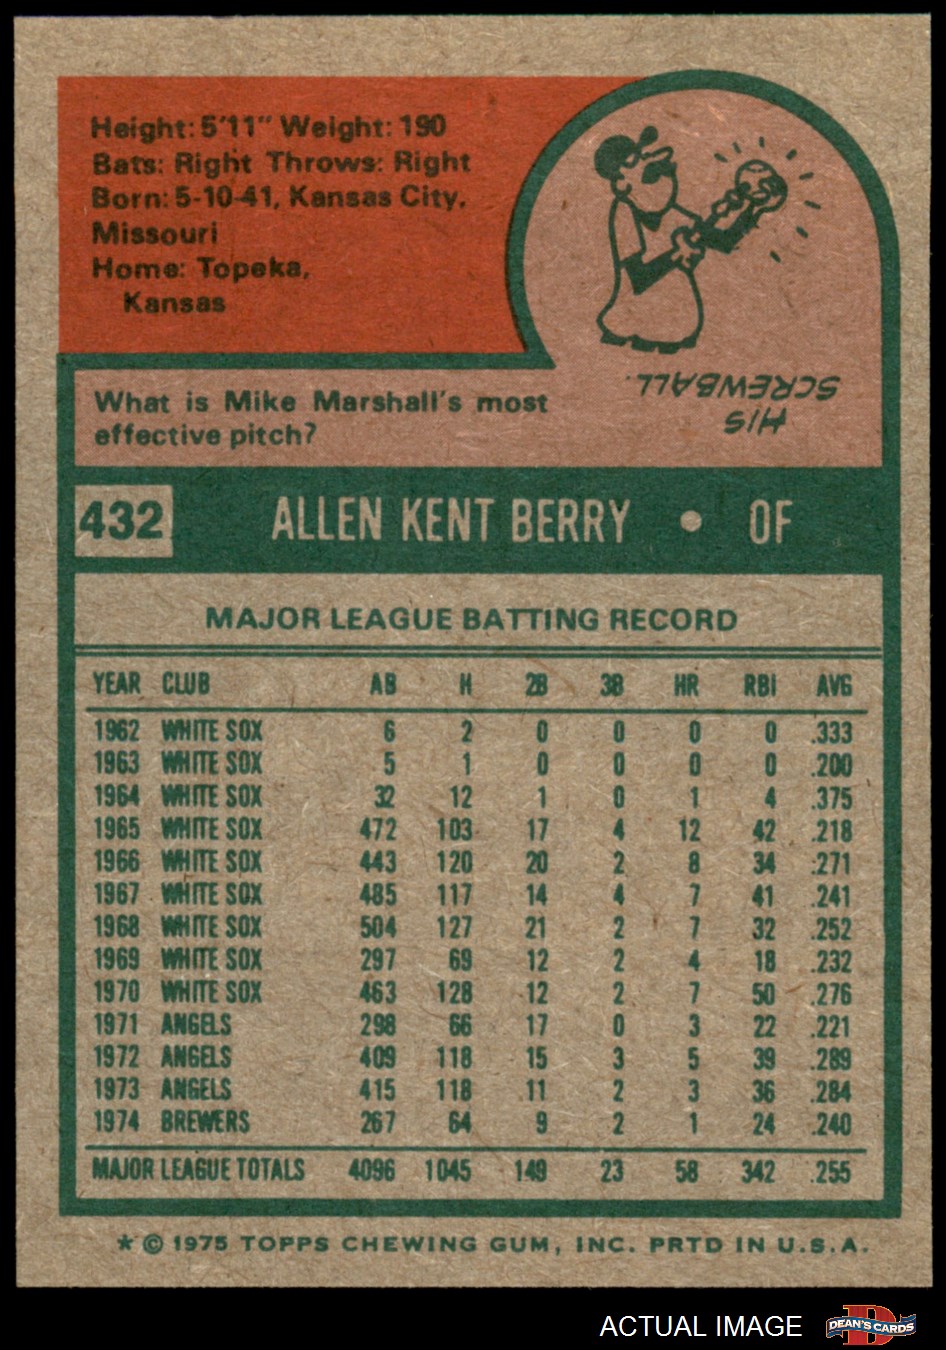 Height: 5'11" Weight: 190
Bats: Right Throws: Right
Born: 5-10-41, Kansas City,
Missouri
Home: Topeka,
Kansas
What is Mike Marshall's most
effective pitch?
HIS
SCREWBALL.
432 ALLEN KENT BERRY • OF
MAJOR LEAGUE BATTING RECORD
YEAR CLUB AB H 2B 3B HR RBI AVG
1962 WHITE SOX 6 2 0 0 0 0 .333
1963 WHITE SOX 5 1 0 0 0 0 .200
1964 WHITE SOX 32 12 1 0 1 4 .375
1965 WHITE SOX 472 103 17 4 12 42 .218
1966 WHITE SOX 443 120 20 2 8 34 .271
1967 WHITE SOX 485 117 14 4 7 41 .241
1968 WHITE SOX 504 127 21 2 7 32 .252
1969 WHITE SOX 297 69 12 2 4 18 .232
1970 WHITE SOX 463 128 12 2 7 50 .276
1971 ANGELS 298 66 17 0 3 22 .221
1972 ANGELS 409 118 15 3 5 39 .289
1973 ANGELS 415 118 11 2 3 36 .284
1974 BREWERS 267 64 9 2 1 24 .240
MAJOR LEAGUE TOTALS 4096 1045 149 23 58 342 .255
* © 1975 TOPPS CHEWING GUM, INC. PRTD IN U.S.A.
ACTUAL IMAGE DEAN'S CARDS